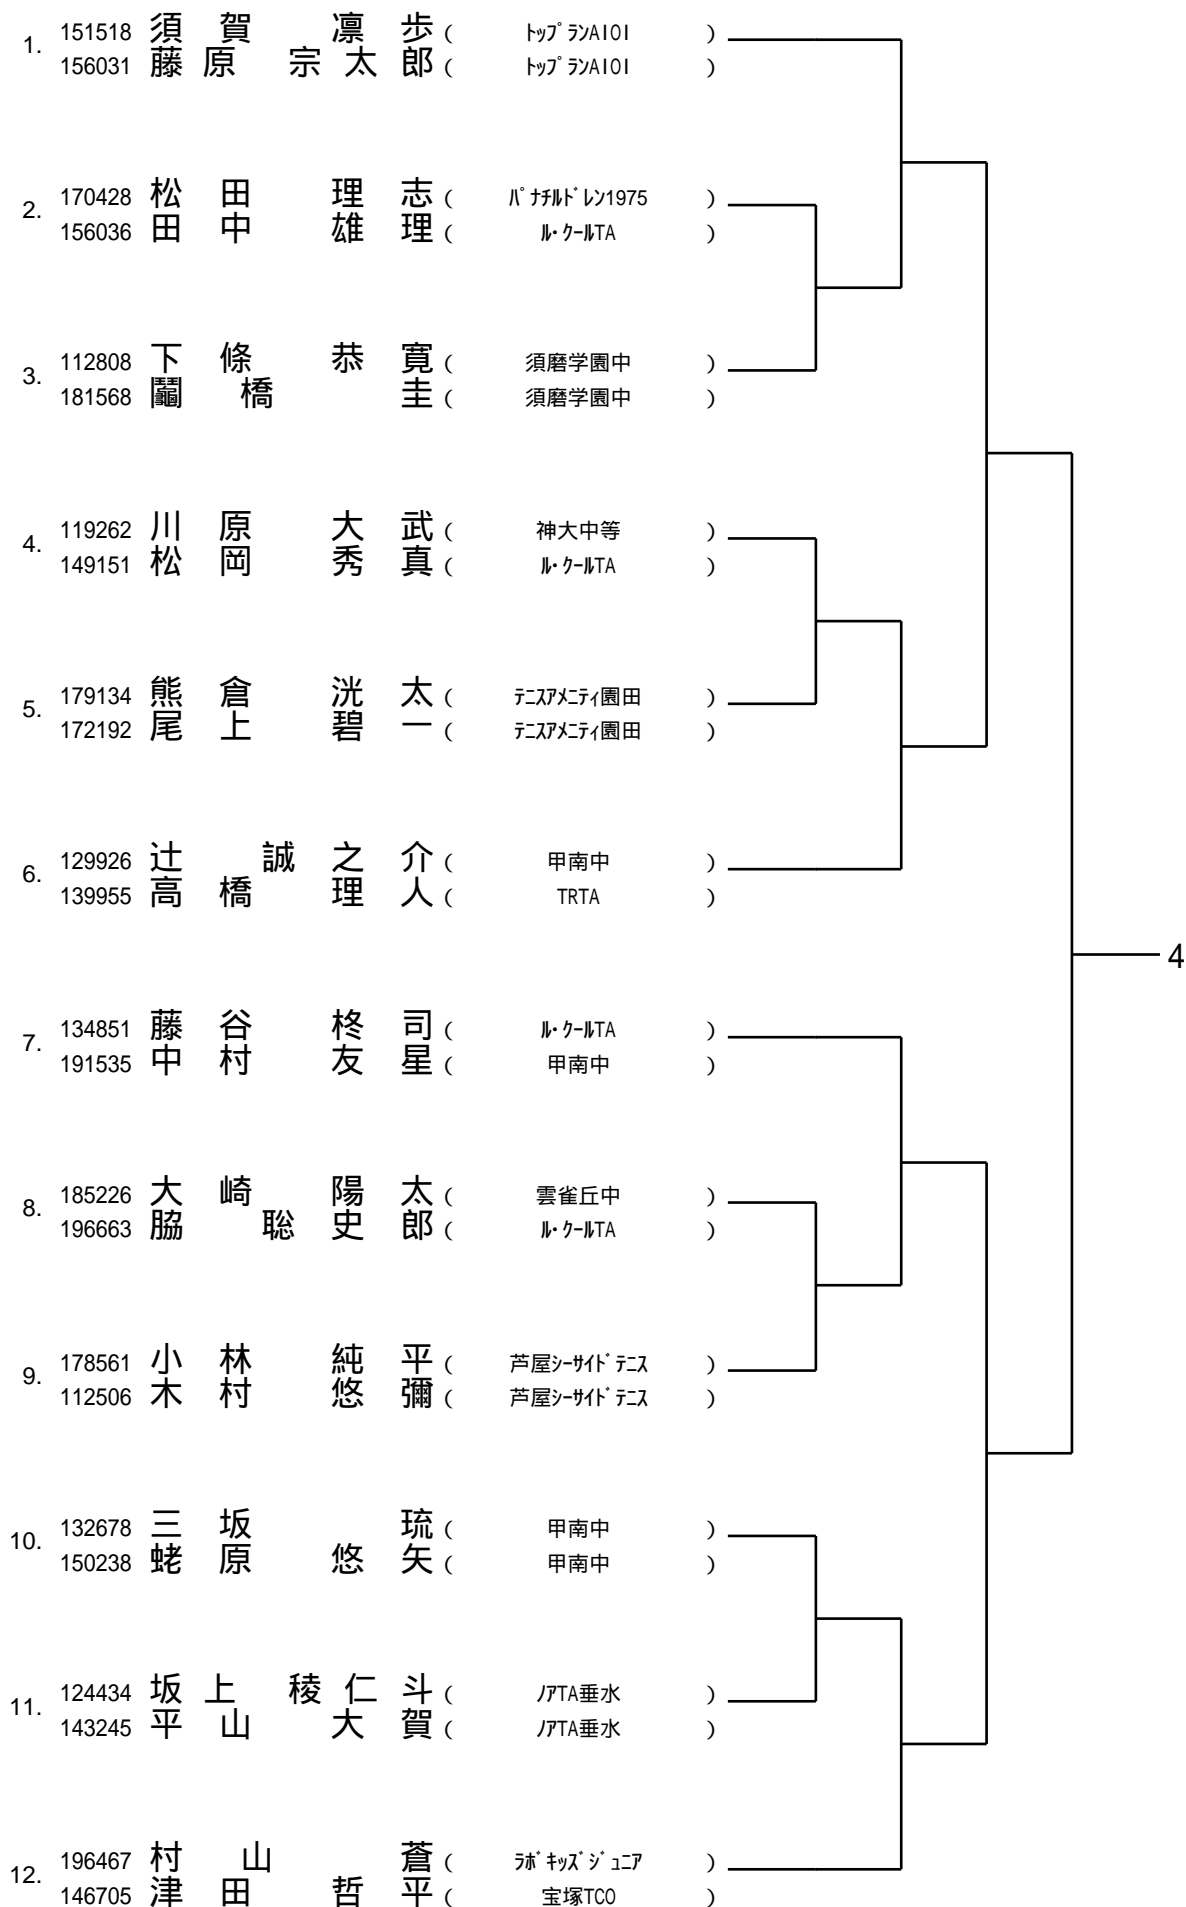 1. 151518 須賀 凛歩 ( トップランAIOI )
156031 藤原 宗太郎 ( トップランAIOI )
2. 170428 松田 理志 ( パナチルドレン1975 )
156036 田中 雄理 ( ル・クールTA )
3. 112808 下條 恭寛 ( 須磨学園中 )
181568 鬮橋 圭 ( 須磨学園中 )
4. 119262 川原 大武 ( 神大中等 )
149151 松岡 秀真 ( ル・クールTA )
5. 179134 熊倉 洸太 ( テニスアメニティ園田 )
172192 尾上 碧一 ( テニスアメニティ園田 )
6. 129926 辻 誠之介 ( 甲南中 )
139955 高橋 理人 ( TRTA )
4
7. 134851 藤谷 柊司 ( ル・クールTA )
191535 中村 友星 ( 甲南中 )
8. 185226 大崎 陽太 ( 雲雀丘中 )
196663 脇 聡史郎 ( ル・クールTA )
9. 178561 小林 純平 ( 芦屋シーサイドテニス )
112506 木村 悠彌 ( 芦屋シーサイドテニス )
10. 132678 三坂 琉 ( 甲南中 )
150238 蛯原 悠矢 ( 甲南中 )
11. 124434 坂上 稜仁斗 ( ノアTA垂水 )
143245 平山 大賀 ( ノアTA垂水 )
12. 196467 村山 蒼 ( ラボキッズジュニア )
146705 津田 哲平 ( 宝塚TCO )